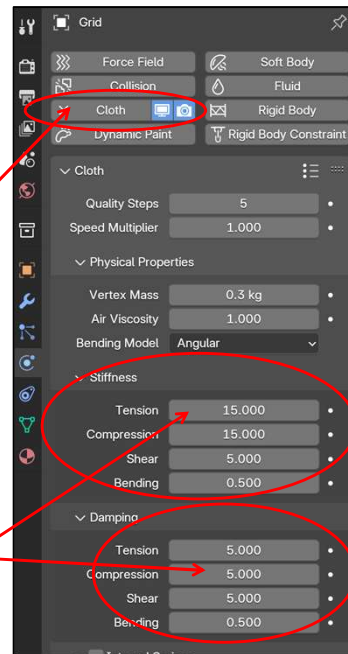 Grid
Force Field Soft Body
Collision Fluid
Cloth Rigid Body
Dynamic Paint Rigid Body Constraint
Cloth
Quality Steps 5
Speed Multiplier 1.000
Physical Properties
Vertex Mass 0.3 kg
Air Viscosity 1.000
Bending Model Angular
Stiffness
Tension 15.000
Compression 15.000
Shear 5.000
Bending 0.500
Damping
Tension 5.000
Compression 5.000
Shear 5.000
Bending 0.500